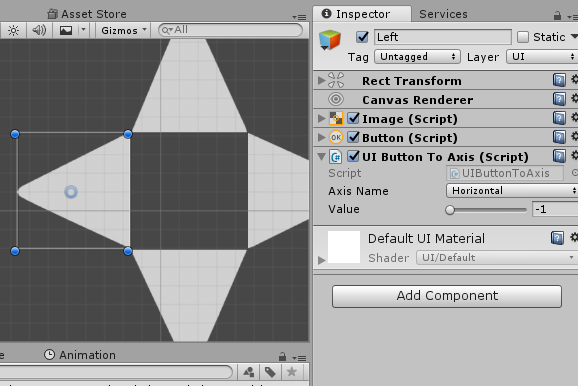 Asset Store
Inspector
Services
Gizmos
All
Left
Static
Tag
Untagged
Layer
UI
Rect Transform
Canvas Renderer
Image (Script)
OK
Button (Script)
C#
UI Button To Axis (Script)
Script
UIButtonToAxis
Axis Name
Horizontal
Value
-1
Default UI Material
Shader
UI/Default
Add Component
Animation